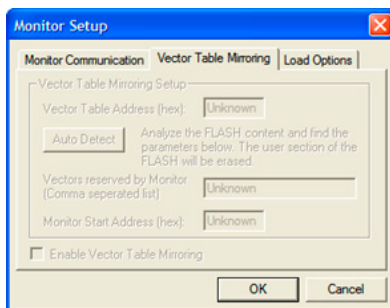 Monitor Setup
Monitor Communication Vector Table Mirroring Load Options
Vector Table Mirroring Setup
Vector Table Address (hex): Unknown
Auto Detect Analyze the FLASH content and find the
parameters below. The user section of the
FLASH will be erased.
Vectors reserved by Monitor
(Comma seperated list) Unknown
Monitor Start Address (hex): Unknown
Enable Vector Table Mirroring
OK Cancel